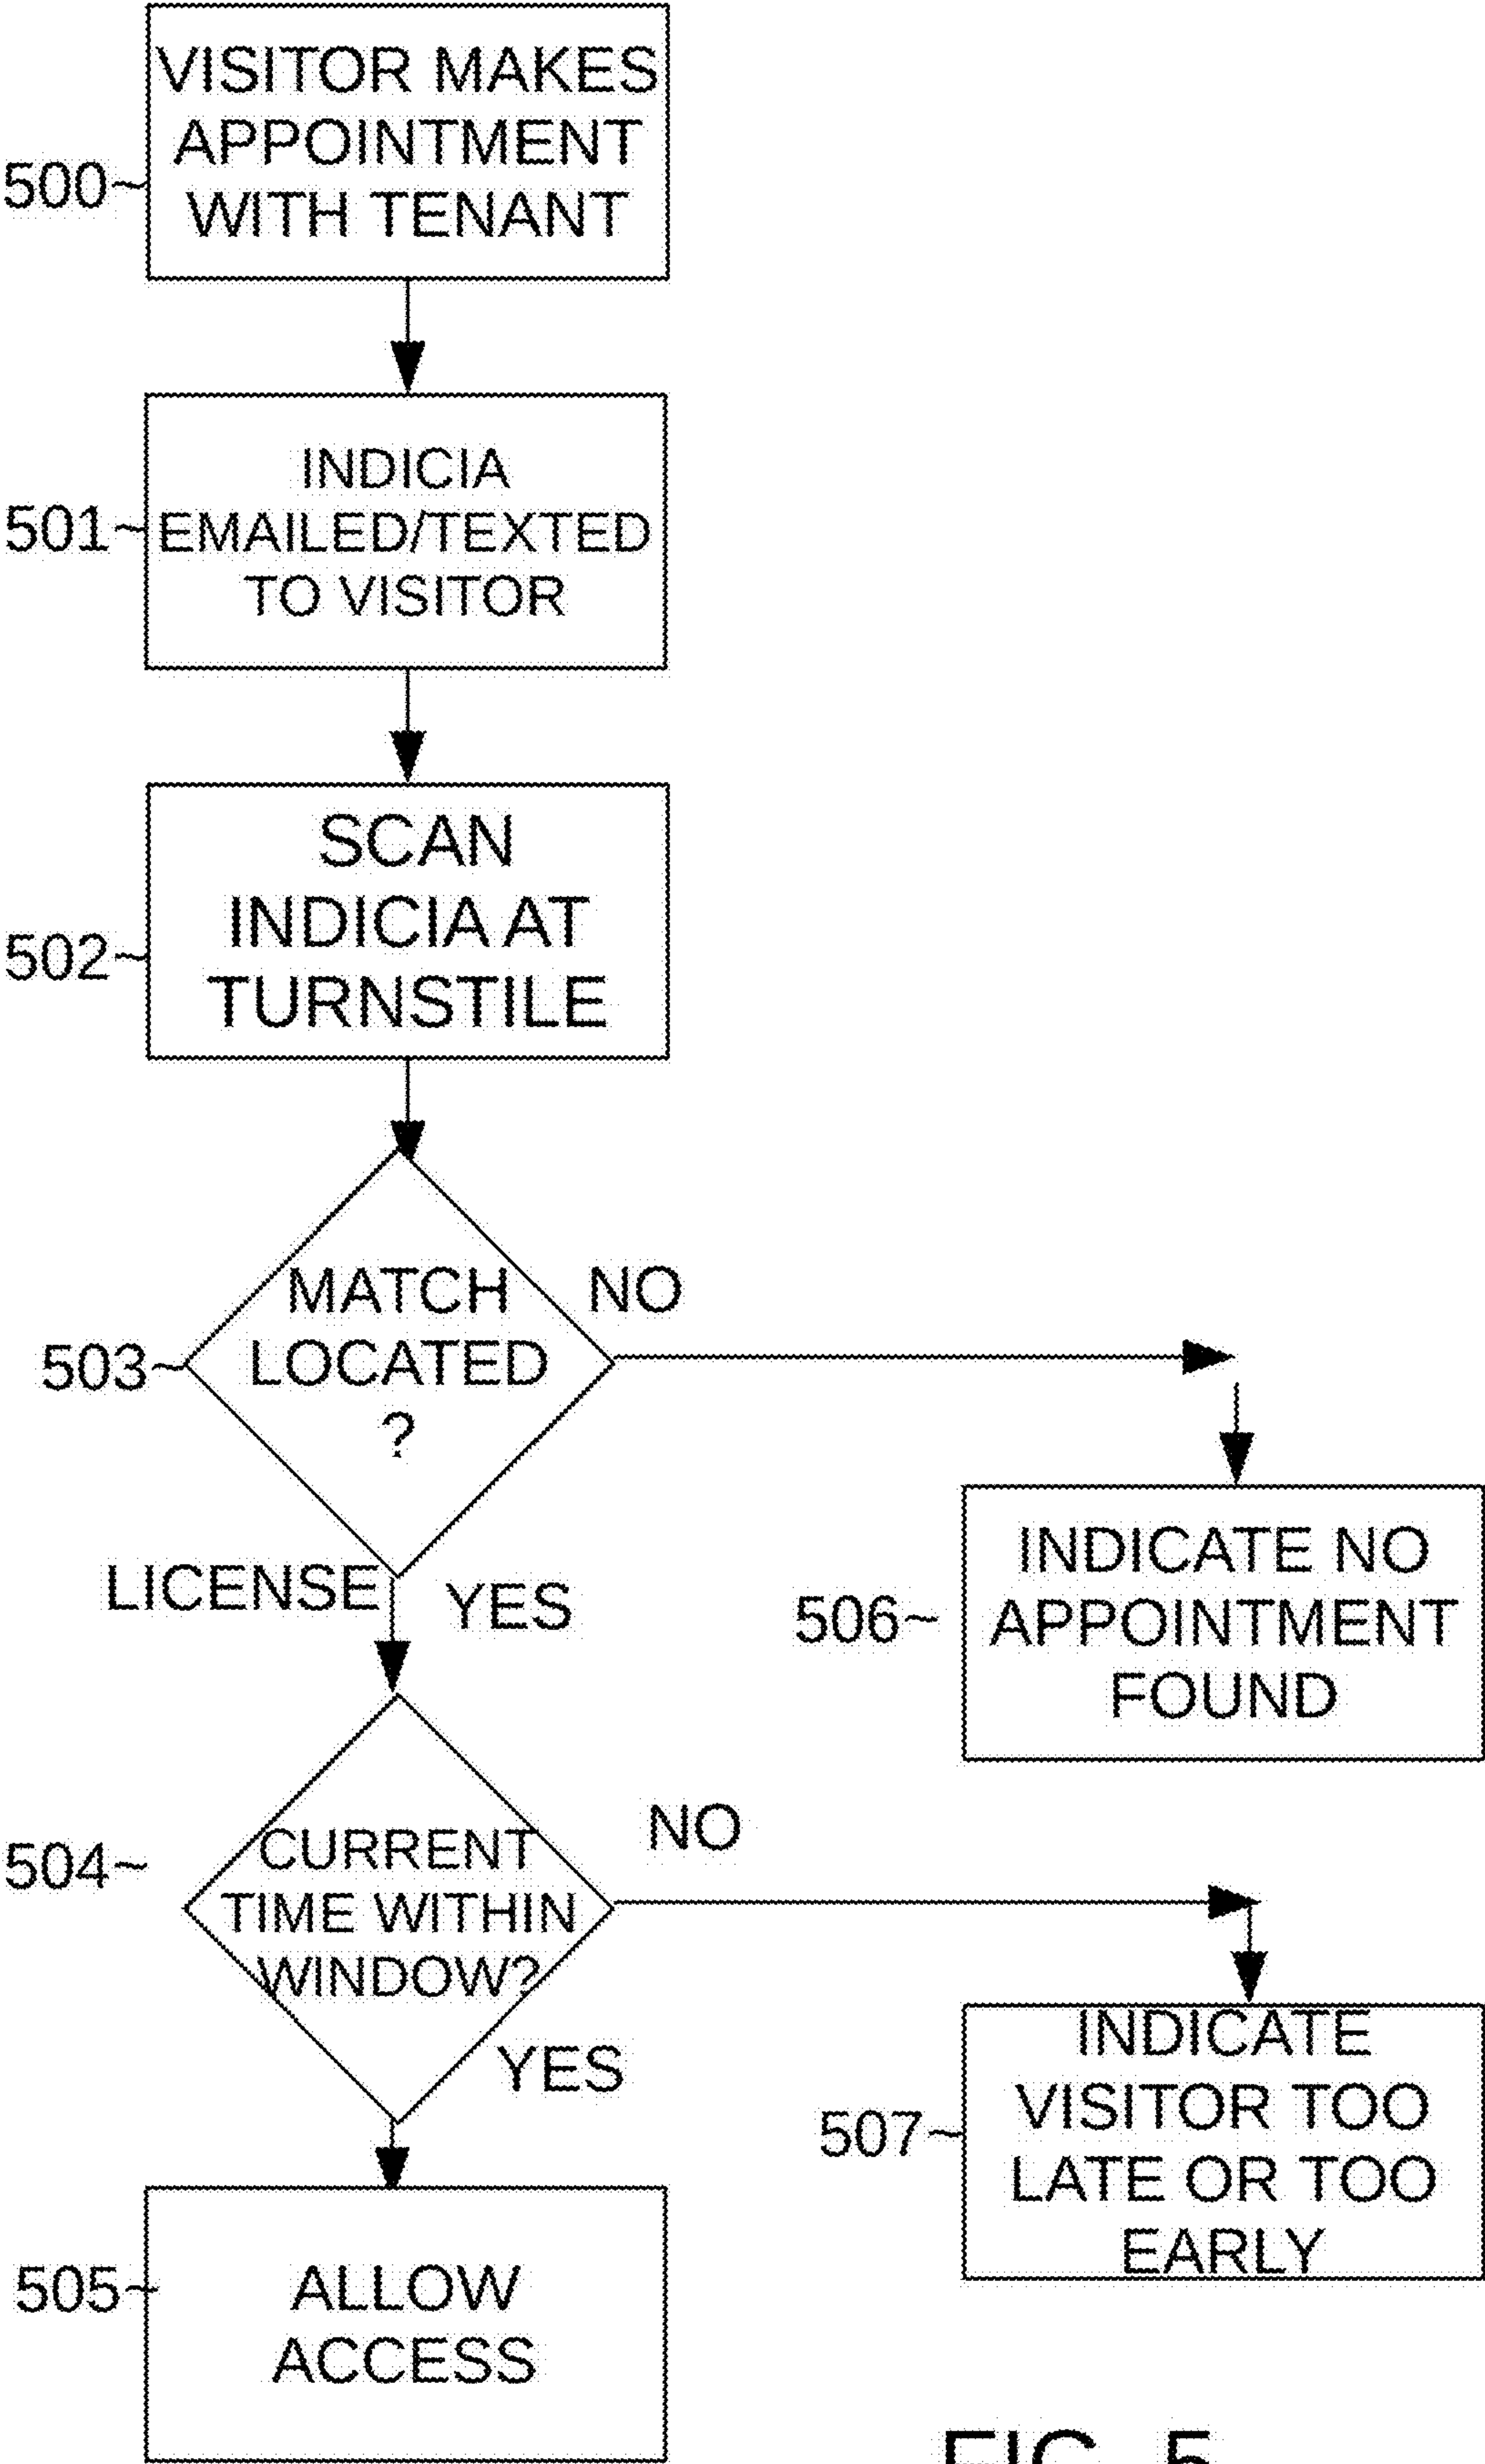 VISITOR MAKES
APPOINTMENT
WITH TENANT
500~
INDICIA
EMAILED/TEXTED
TO VISITOR
501~
SCAN
INDICIA AT
TURNSTILE
502~
MATCH
LOCATED
?
503~
NO
LICENSE
YES
INDICATE NO
APPOINTMENT
FOUND
506~
CURRENT
TIME WITHIN
WINDOW?
504~
NO
YES
INDICATE
VISITOR TOO
LATE OR TOO
EARLY
507~
ALLOW
ACCESS
505~
FIG. 5